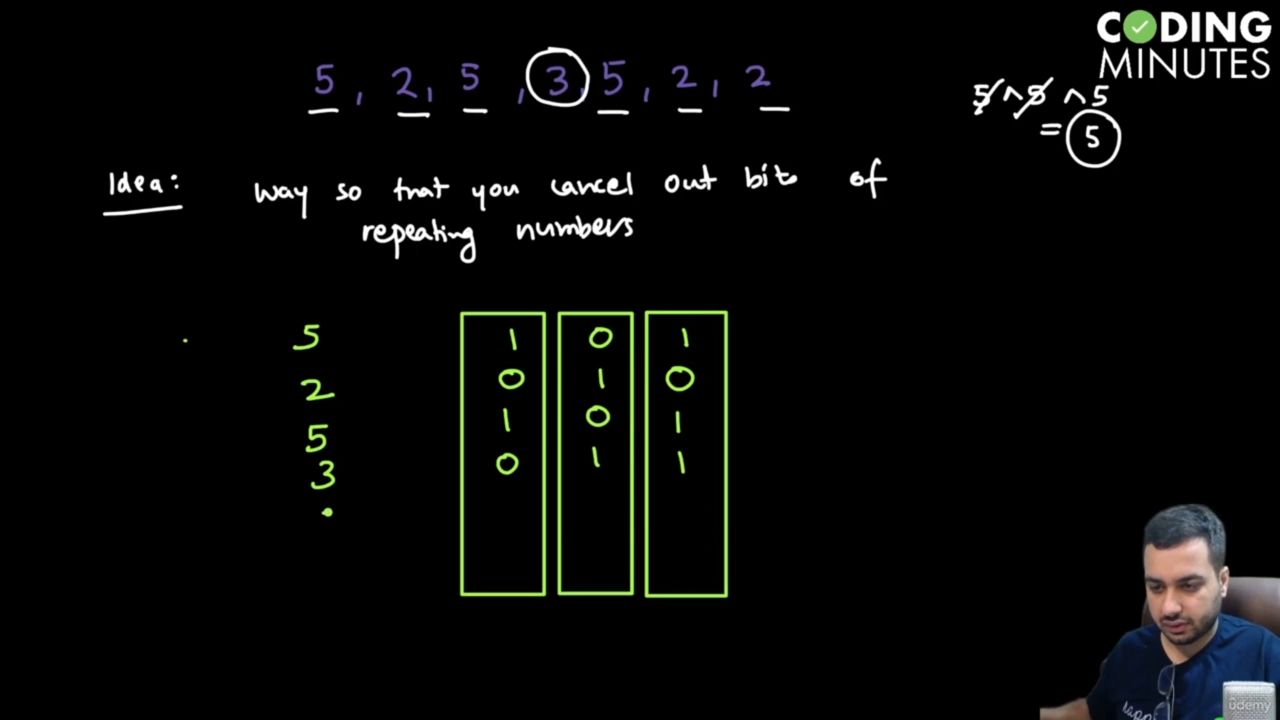 CODING
MINUTES
5, 2, 5, 3, 5, 2, 2
5 ^ 5 ^ 5
= 5
Idea: way so that you cancel out bits of
repeating numbers
5 1 0 1
2 0 1 0
5 1 0 1
3 0 1 1
udemy